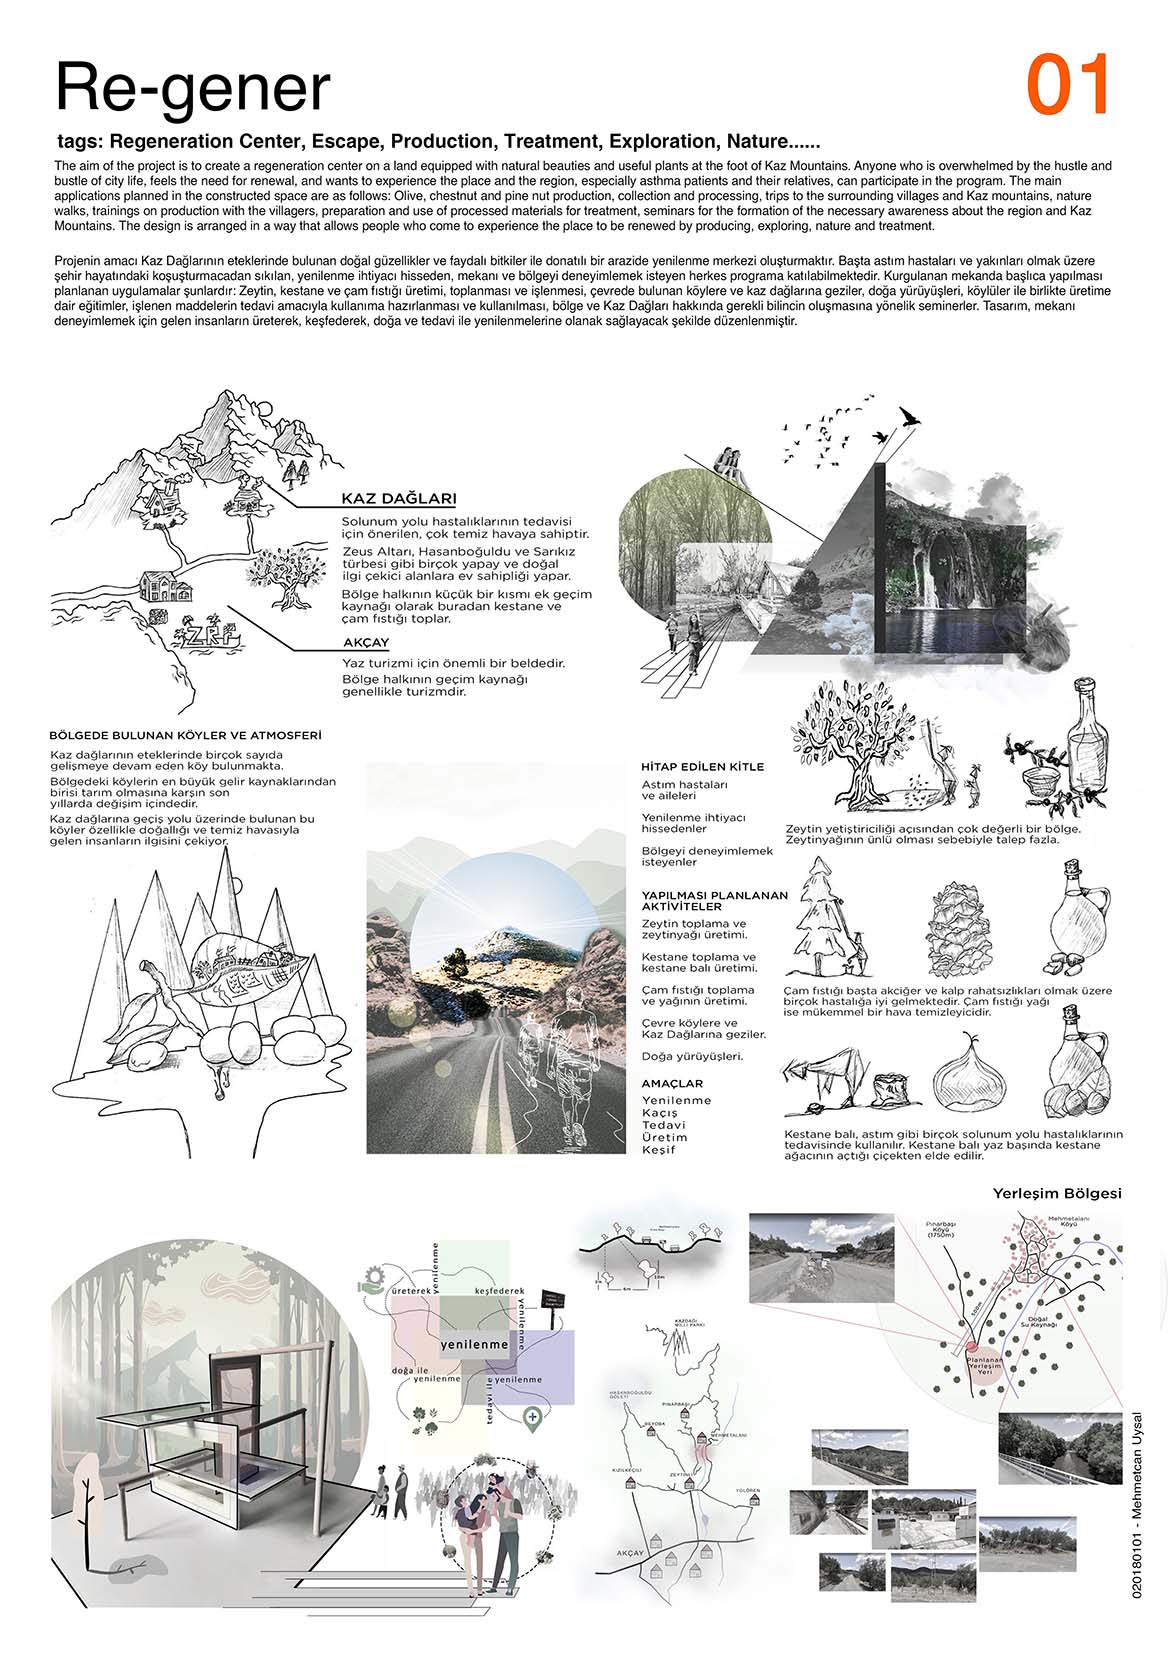 Re-gener
01
tags: Regeneration Center, Escape, Production, Treatment, Exploration, Nature......
The aim of the project is to create a regeneration center on a land equipped with natural beauties and useful plants at the foot of Kaz Mountains. Anyone who is overwhelmed by the hustle and
bustle of city life, feels the need for renewal, and wants to experience the place and the region, especially asthma patients and their relatives, can participate in the program. The main
applications planned in the constructed space are as follows: Olive, chestnut and pine nut production, collection and processing, trips to the surrounding villages and Kaz mountains, nature
walks, trainings on production with the villagers, preparation and use of processed materials for treatment, seminars for the formation of the necessary awareness about the region and Kaz
Mountains. The design is arranged in a way that allows people who come to experience the place to be renewed by producing, exploring, nature and treatment.
Projenin amacı Kaz Dağlarının eteklerinde bulunan doğal güzellikler ve faydalı bitkiler ile donatılı bir arazide yenilenme merkezi oluşturmaktır. Başta astım hastaları ve yakınları olmak üzere
şehir hayatındaki koşuşturmacadan sıkılan, yenilenme ihtiyacı hisseden, mekanı ve bölgeyi deneyimlemek isteyen herkes programa katılabilmektedir. Kurgulanan mekanda başlıca yapılması
planlanan uygulamalar şunlardır: Zeytin, kestane ve çam fıstığı üretimi, toplanması ve işlenmesi, çevrede bulunan köylere ve kaz dağlarına geziler, doğa yürüyüşleri, köylüler ile birlikte üretime
dair eğitimler, işlenen maddelerin tedavi amacıyla kullanıma hazırlanması ve kullanılması, bölge ve Kaz Dağları hakkında gerekli bilincin oluşmasına yönelik seminerler. Tasarım, mekanı
deneyimlemek için gelen insanların üreterek, keşfederek, doğa ve tedavi ile yenilenmelerine olanak sağlayacak şekilde düzenlenmiştir.
KAZ DAĞLARI
Solunum yolu hastalıklarının tedavisi
için önerilen, çok temiz havaya sahiptir.
Zeus Altarı, Hasanboğuldu ve Sarıkız
türbesi gibi birçok yapay ve doğal
ilgi çekici alanlara ev sahipliği yapar.
Bölge halkının küçük bir kısmı ek geçim
kaynağı olarak buradan kestane ve
çam fıstığı toplar.
AKÇAY
Yaz turizmi için önemli bir beldedir.
Bölge halkının geçim kaynağı
genellikle turizmdir.
BÖLGEDE BULUNAN KÖYLER VE ATMOSFERİ
Kaz dağlarının eteklerinde birçok sayıda
gelişmeye devam eden köy bulunmakta.
Bölgedeki köylerin en büyük gelir kaynaklarından
birisi tarım olmasına karşın son
yıllarda değişim içindedir.
Kaz dağlarına geçiş yolu üzerinde bulunan bu
köyler özellikle doğallığı ve temiz havasıyla
gelen insanların ilgisini çekiyor.
HİTAP EDİLEN KİTLE
Astım hastaları
ve aileleri
Yenilenme ihtiyacı
hissedenler
Bölgeyi deneyimlemek
isteyenler
YAPILMASI PLANLANAN
AKTİVİTELER
Zeytin toplama ve
zeytinyağı üretimi.
Kestane toplama ve
kestane balı üretimi.
Çam fıstığı toplama
ve yağının üretimi.
Çevre köylere ve
Kaz Dağlarına geziler.
Doğa yürüyüşleri.
AMAÇLAR
Yenilenme
Kaçış
Tedavi
Üretim
Keşif
Zeytin yetiştiriciliği açısından çok değerli bir bölge.
Zeytinyağının ünlü olması sebebiyle talep fazla.
Çam fıstığı başta akciğer ve kalp rahatsızlıkları olmak üzere
birçok hastalığa iyi gelmektedir. Çam fıstığı yağı
ise mükemmel bir hava temizleyicidir.
Kestane balı, astım gibi birçok solunum yolu hastalıklarının
tedavisinde kullanılır. Kestane balı yaz başında kestane
ağacının açtığı çiçekten elde edilir.
üreterek
yenilenme
keşfederek
yenilenme
yenilenme
doğa ile
yenilenme
tedavi ile
yenilenme
6m
KAZDAĞI
MİLLİ PARKI
HASANBOĞULDU
GÖLETİ
PINARBAŞI
BEYOBA
MEHMETALANI
KIZILKEÇİLİ
ZEYTİNLİ
YOLÖREN
AKÇAY
Yerleşim Bölgesi
Pınarbaşı
Köyü
(1750m)
Mehmetalanı
Köyü
500m
Doğal
Su Kaynağı
Planlanan
Yerleşim
Yeri
020180101 - Mehmetcan Uysal